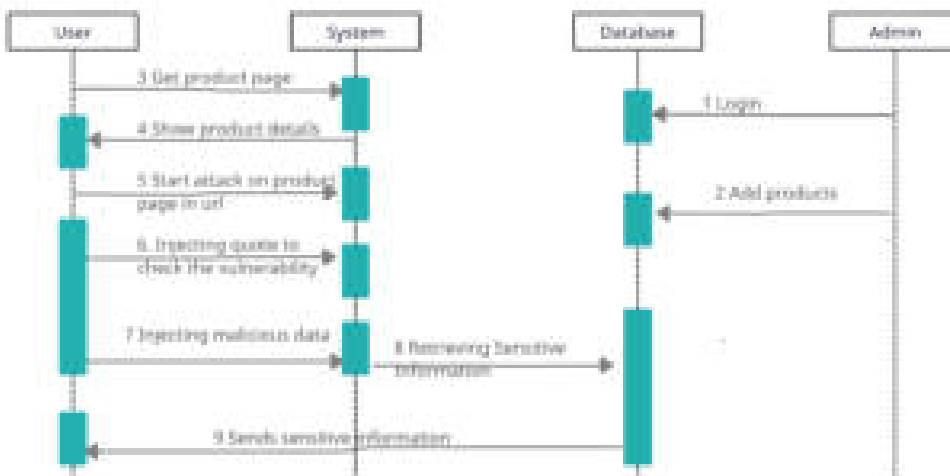 User
System
Database
Admin
3 Get product page
1 Login
4 Show product details
5 Start attack on product
page in url
2 Add products
6. Injecting quote to
check the vulnerability
7 Injecting malicious data
8 Retrieving Sensitive
Information
9 Sends sensitive information